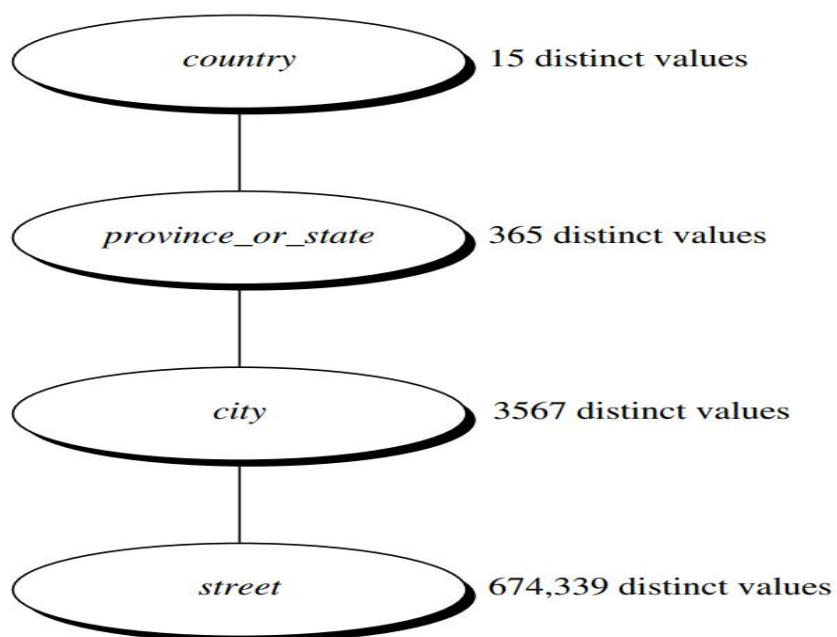 country 15 distinct values
province_or_state 365 distinct values
city 3567 distinct values
street 674,339 distinct values